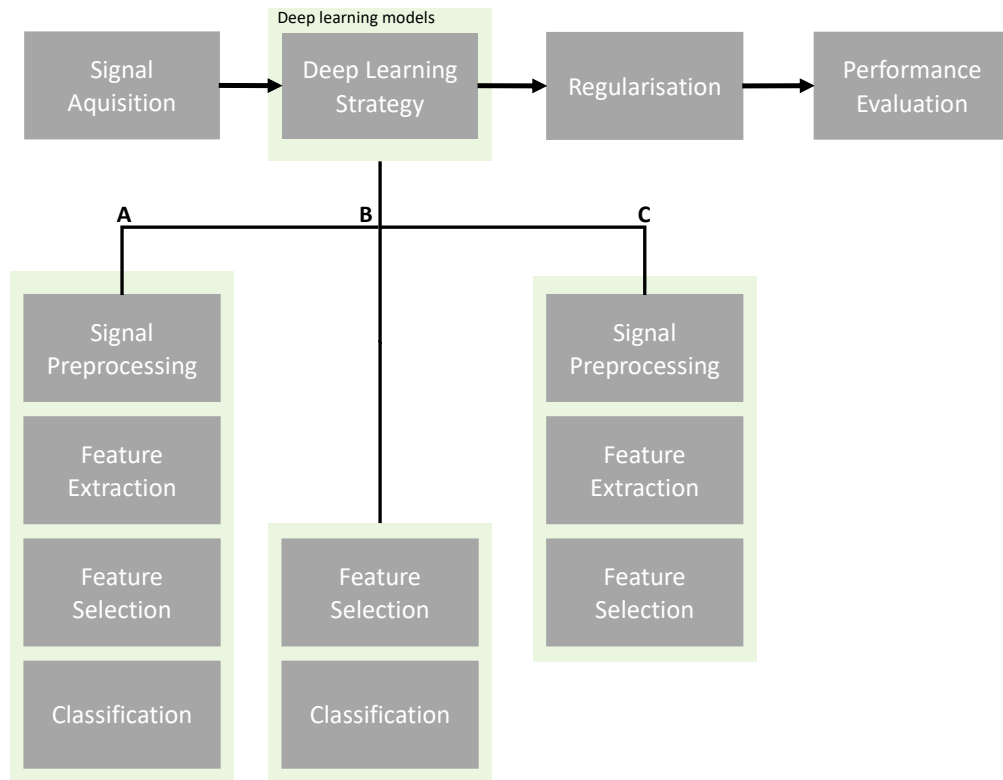 Deep learning models
Signal
Aquisition
Deep Learning
Strategy
Regularisation
Performance
Evaluation
A
B
C
Signal
Preprocessing
Feature
Extraction
Feature
Selection
Classification
Feature
Selection
Classification
Signal
Preprocessing
Feature
Extraction
Feature
Selection